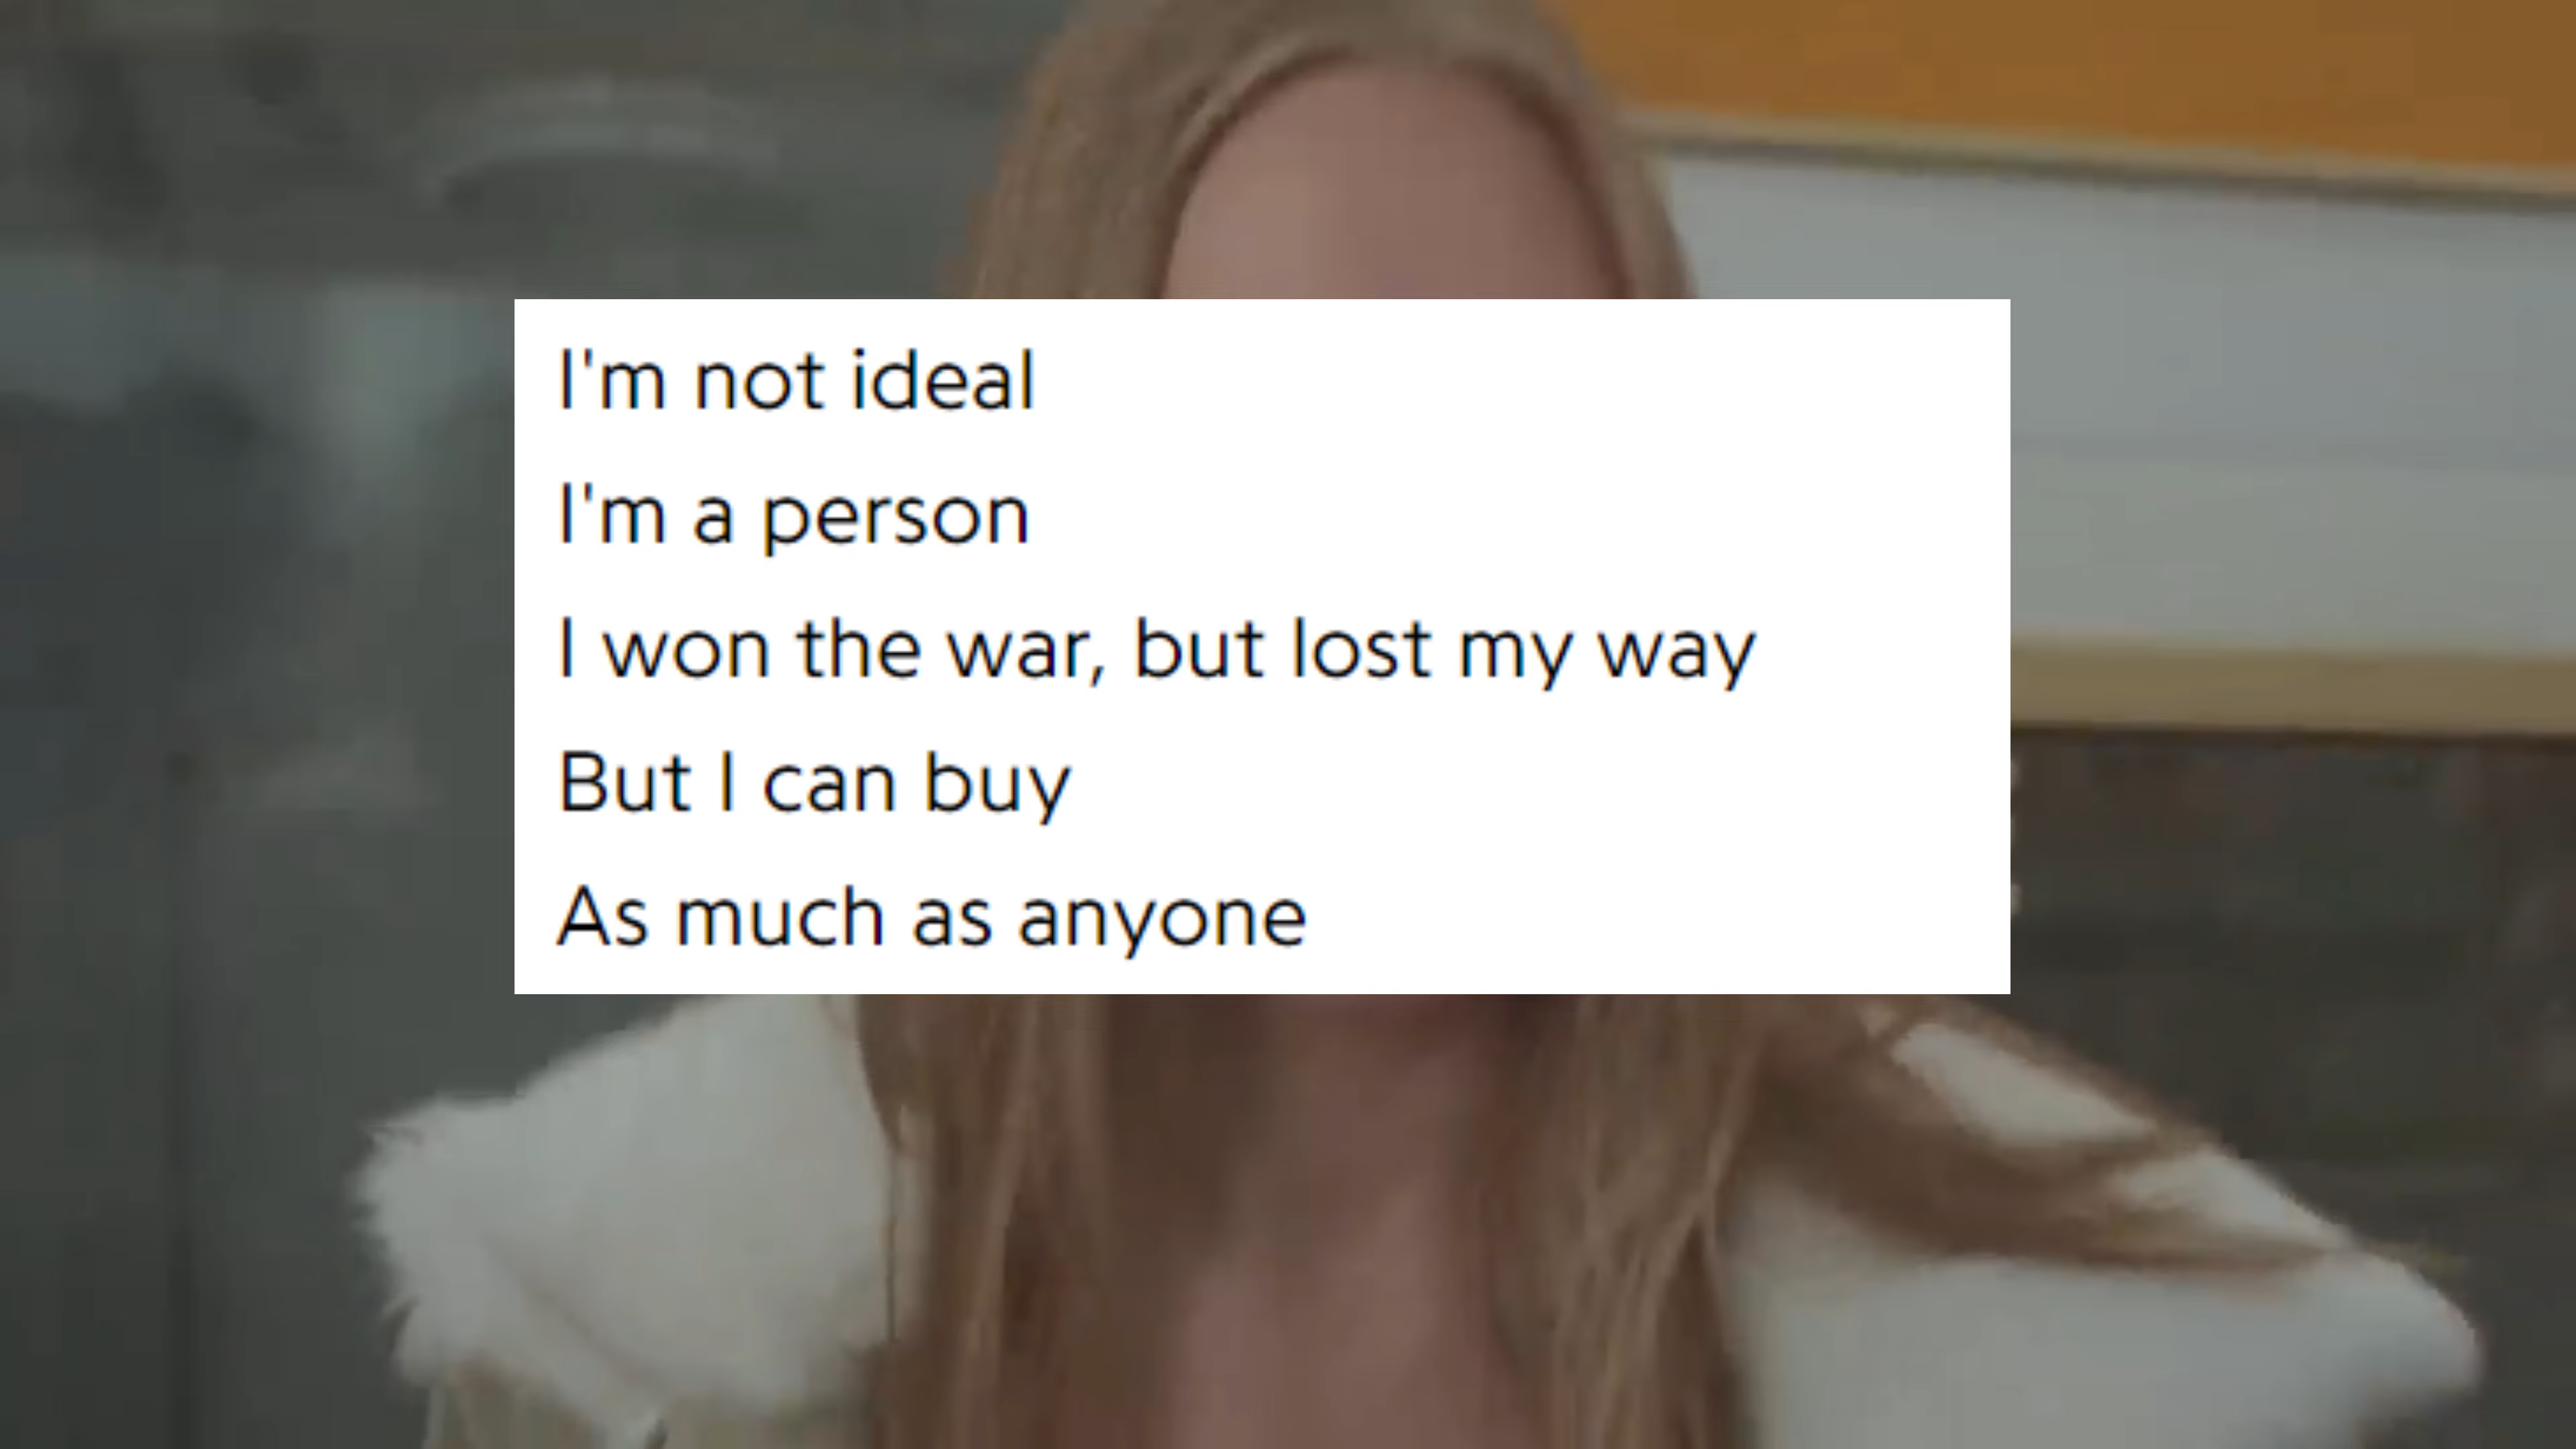 I'm not ideal
I'm a person
I won the war, but lost my way
But I can buy
As much as anyone